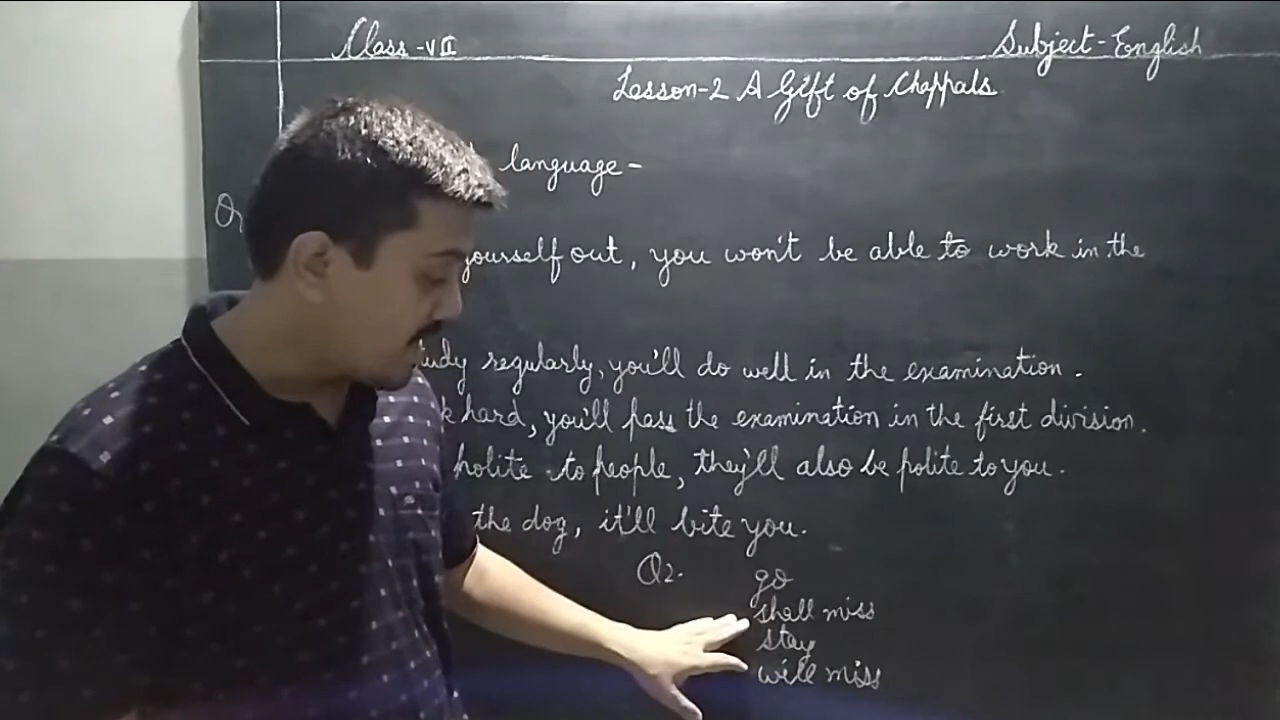 Class - VII
Subject - English
Lesson-2 A Gift of Chappals
language -
yourself out, you won't be able to work in the
study regularly, you'll do well in the examination.
hard, you'll pass the examination in the first division.
polite to people, they'll also be polite to you.
the dog, it'll bite you.
Q2. go
shall miss
stay
will miss